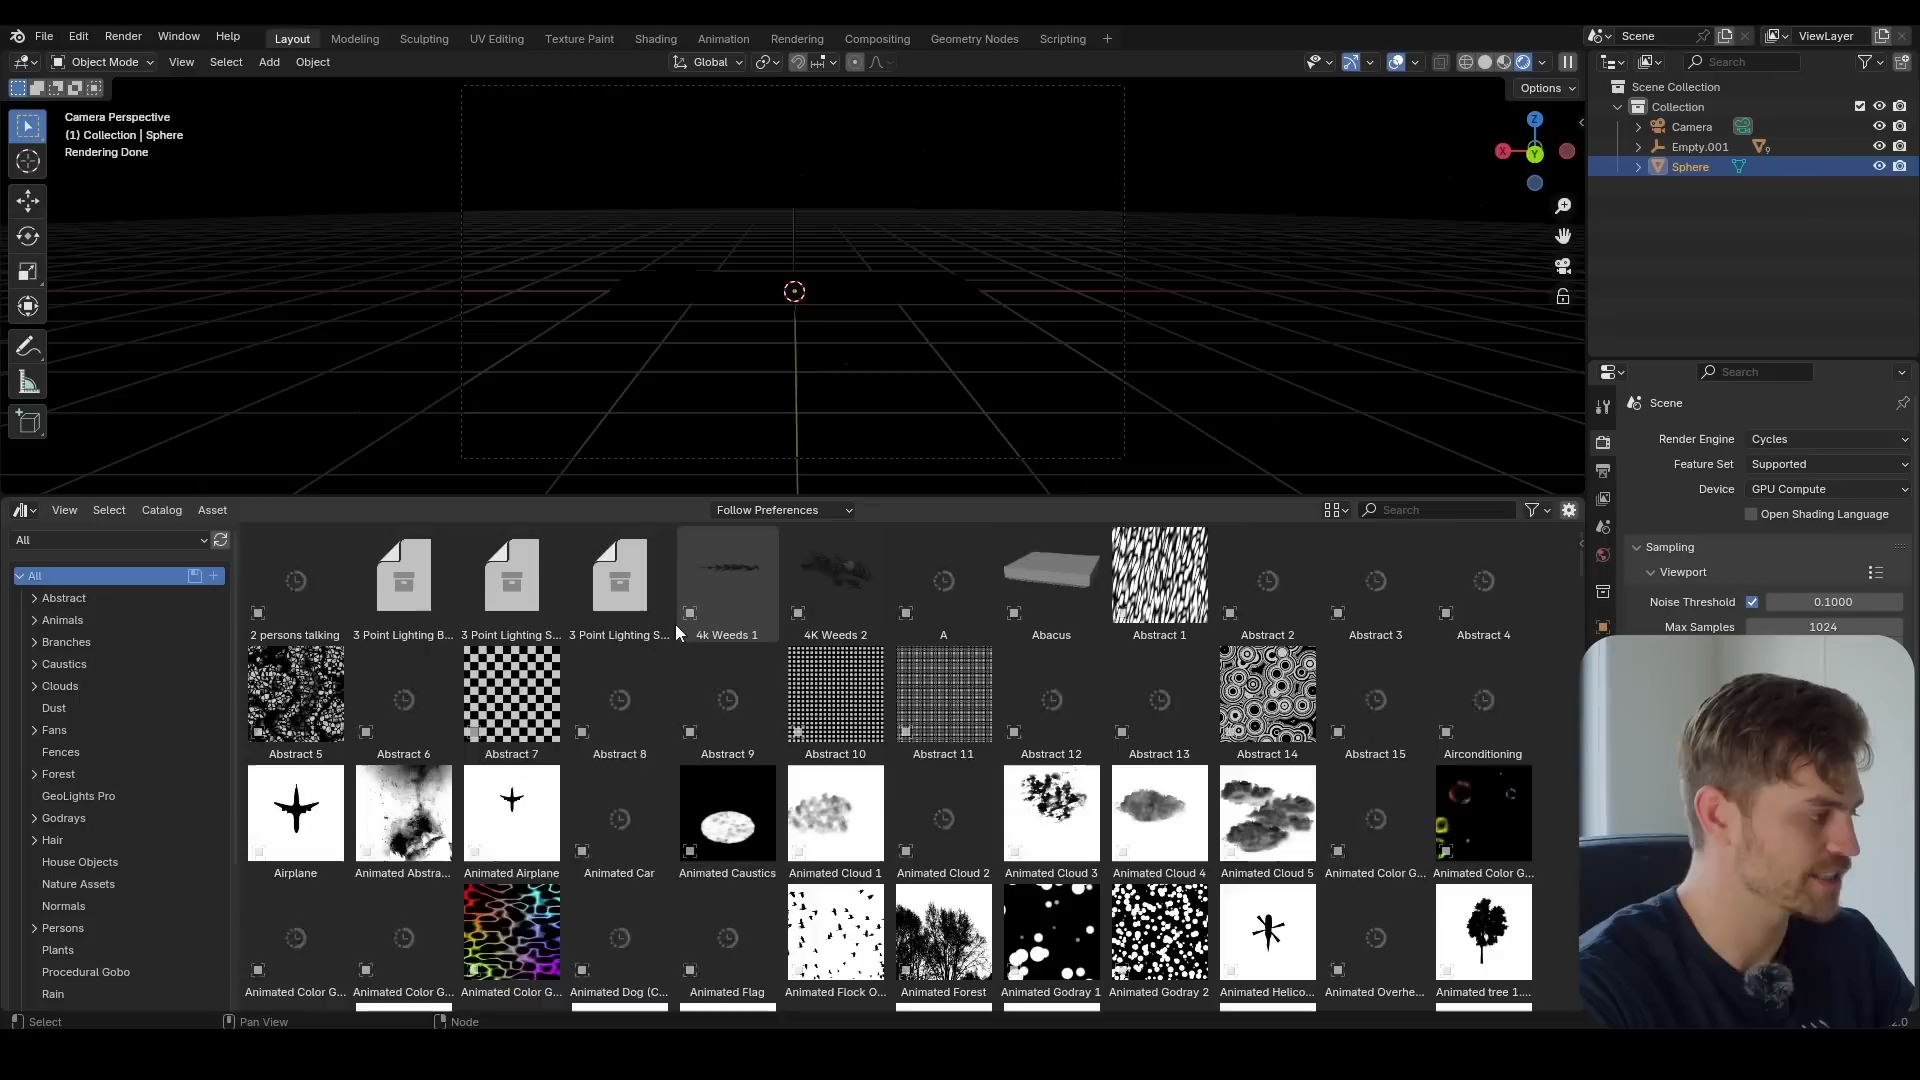 File Edit Render Window Help
Layout Modeling Sculpting UV Editing Texture Paint Shading Animation Rendering Compositing Geometry Nodes Scripting +
Scene ViewLayer
Object Mode View Select Add Object
Global
Search
Options
Camera Perspective
(1) Collection | Sphere
Rendering Done
Z
X
Y
Scene Collection
Collection
Camera
Empty.001 9
Sphere
Search
Scene
Render Engine Cycles
Feature Set Supported
Device GPU Compute
Open Shading Language
Sampling
Viewport
Noise Threshold 0.1000
Max Samples 1024
View Select Catalog Asset
Follow Preferences
Search
All
All
Abstract
Animals
Branches
Caustics
Clouds
Dust
Fans
Fences
Forest
GeoLights Pro
Godrays
Hair
House Objects
Nature Assets
Normals
Persons
Plants
Procedural Gobo
Rain
2 persons talking 3 Point Lighting B... 3 Point Lighting S... 3 Point Lighting S... 4k Weeds 1 4K Weeds 2 A Abacus Abstract 1 Abstract 2 Abstract 3 Abstract 4
Abstract 5 Abstract 6 Abstract 7 Abstract 8 Abstract 9 Abstract 10 Abstract 11 Abstract 12 Abstract 13 Abstract 14 Abstract 15 Airconditioning
Airplane Animated Abstra... Animated Airplane Animated Car Animated Caustics Animated Cloud 1 Animated Cloud 2 Animated Cloud 3 Animated Cloud 4 Animated Cloud 5 Animated Color G... Animated Color G...
Animated Color G... Animated Color G... Animated Color G... Animated Dog (C... Animated Flag Animated Flock O... Animated Forest Animated Godray 1 Animated Godray 2 Animated Helico... Animated Overhe... Animated tree 1....
Select Pan View Node